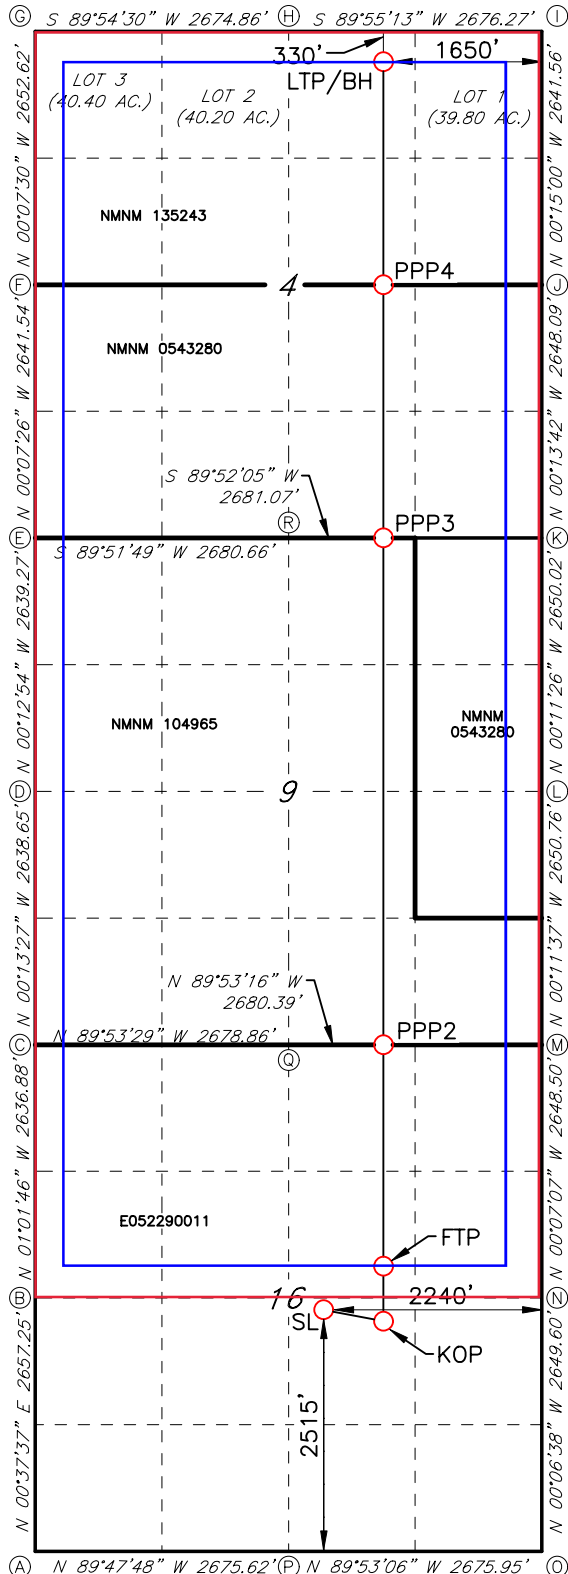 G S 89°54'30" W 2674.86' H S 89°55'13" W 2676.27' I
330' 1650'
LTP/BH
LOT 3
(40.40 AC.)
LOT 2
(40.20 AC.)
LOT 1
(39.80 AC.)
N 00°07'30" W 2652.62'
N 00°15'00" W 2641.56'
NMNM 135243
PPP4
F 4 J
NMNM 0543280
N 00°07'26" W 2641.54'
N 00°13'42" W 2648.09'
S 89°52'05" W
2681.07'
R PPP3
E K
S 89°51'49" W 2680.66'
N 00°12'54" W 2639.27'
N 00°11'26" W 2650.02'
NMNM 104965
NMNM
0543280
D 9 L
N 00°13'27" W 2638.65'
N 00°11'37" W 2650.76'
N 89°53'16" W
2680.39'
N 89°53'29" W 2678.86'
PPP2
C Q M
N 01°01'46" W 2636.88'
N 00°07'07" W 2648.50'
E052290011
FTP
B 16 2240' N
SL
KOP
N 00°37'37" E 2657.25'
N 00°06'38" W 2649.60'
2515'
A N 89°47'48" W 2675.62' P N 89°53'06" W 2675.95' O